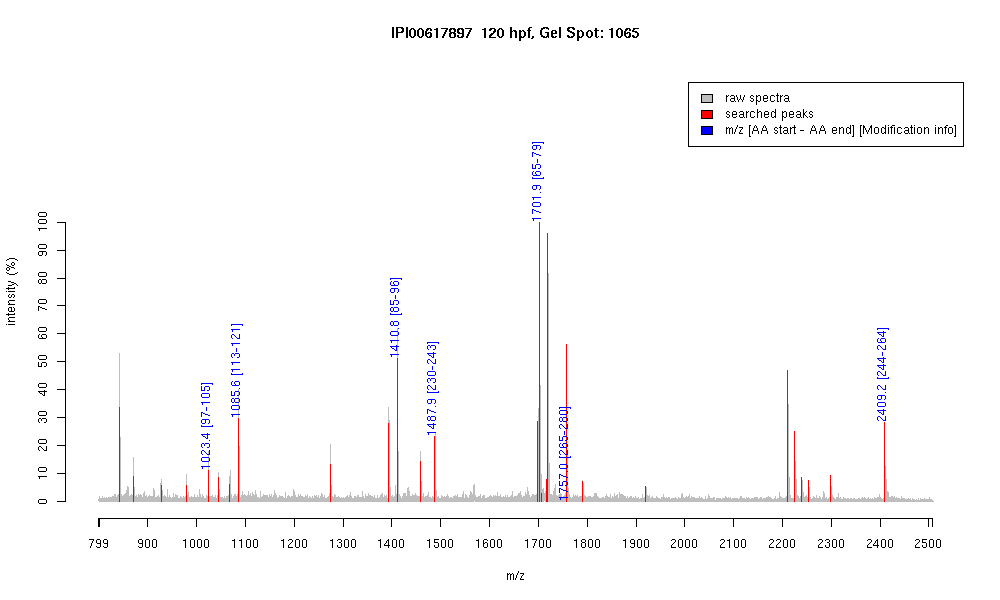 IPI00617897 120 hpf, Gel Spot: 1065
raw spectra
searched peaks
m/z [AA start - AA end] [Modification info]
intensity (%)
100
90
80
70
60
50
40
30
20
10
0
1023.4 [97-105]
1085.6 [113-121]
1410.8 [85-96]
1487.9 [230-243]
1701.9 [65-79]
1757.0 [265-280]
2409.2 [244-264]
799 900 1000 1100 1200 1300 1400 1500 1600 1700 1800 1900 2000 2100 2200 2300 2400 2500
m/z